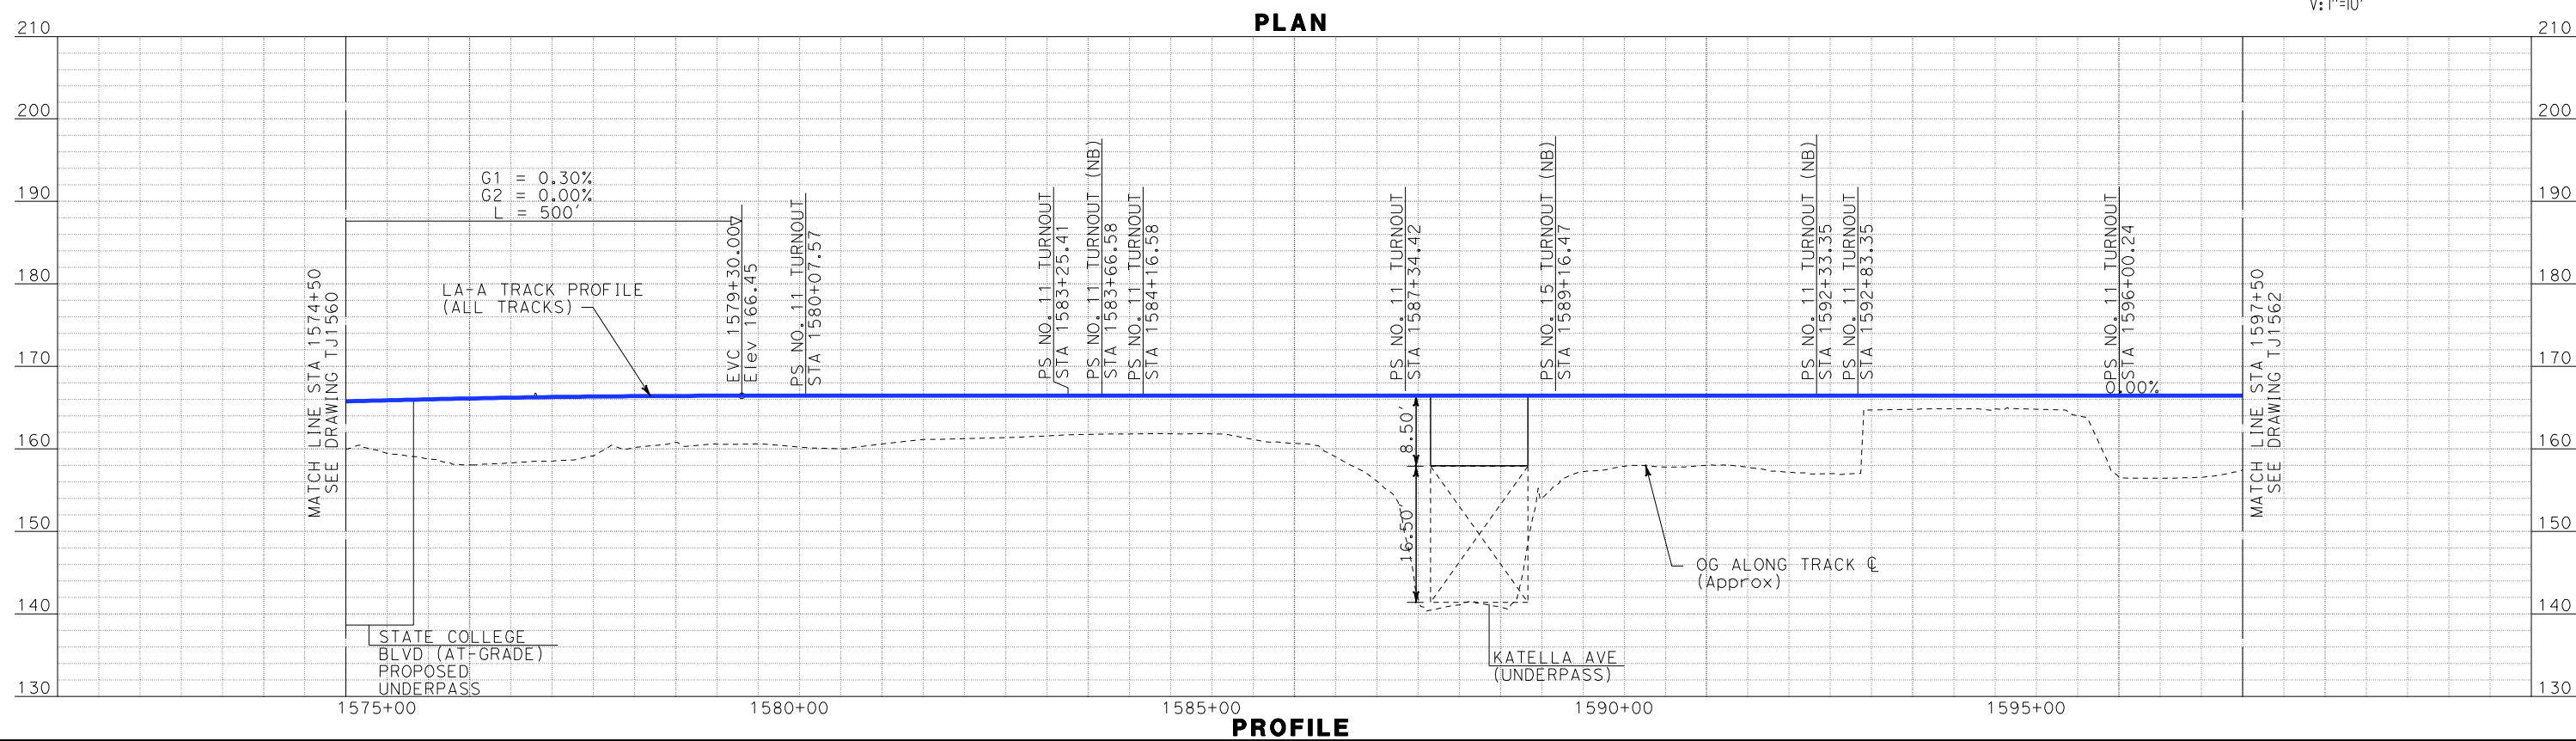 V: 1"=10'
PLAN
210
200
190
180
170
160
150
140
130
210
200
190
180
170
160
150
140
130
MATCH LINE STA 1574+50
SEE DRAWING TJ1560
G1 = 0.30%
G2 = 0.00%
L = 500'
LA-A TRACK PROFILE
(ALL TRACKS)
EVC 1579+30.00
Elev 166.45
PS NO. 11 TURNOUT
STA 1580+07.57
PS NO. 11 TURNOUT
STA 1583+25.41
PS NO. 11 TURNOUT (NB)
STA 1583+66.58
PS NO. 11 TURNOUT
STA 1584+16.58
PS NO. 11 TURNOUT
STA 1587+34.42
PS NO. 15 TURNOUT (NB)
STA 1589+16.47
PS NO. 11 TURNOUT (NB)
STA 1592+33.35
PS NO. 11 TURNOUT
STA 1592+83.35
PS NO. 11 TURNOUT
STA 1596+00.24
0.00%
MATCH LINE STA 1597+50
SEE DRAWING TJ1562
8.50'
16.50'
OG ALONG TRACK ℄
(Approx)
STATE COLLEGE
BLVD (AT-GRADE)
PROPOSED
UNDERPASS
KATELLA AVE
(UNDERPASS)
1575+00
1580+00
1585+00
1590+00
1595+00
PROFILE